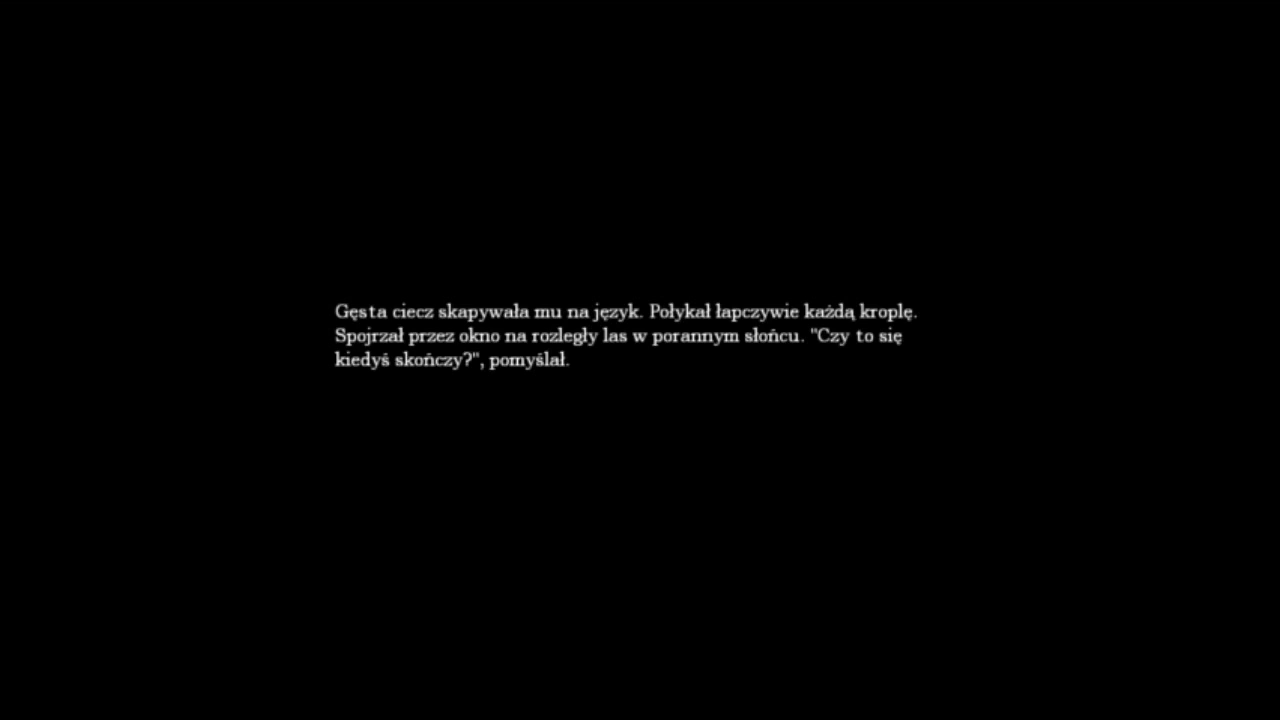 Gęsta ciecz skapywała mu na język. Połykał łapczywie każdą kroplę.
Spojrzał przez okno na rozległy las w porannym słońcu. "Czy to się
kiedyś skończy?", pomyślał.